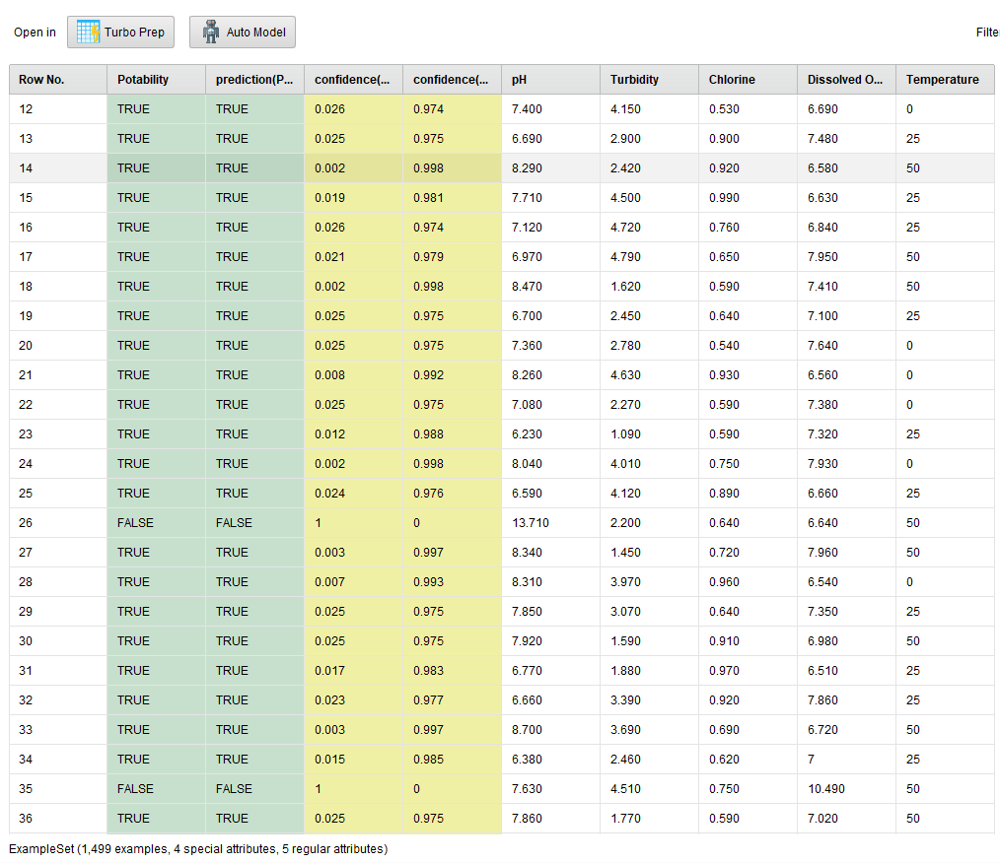 Open in Turbo Prep Auto Model Filte
Row No. Potability prediction(P... confidence(... confidence(... pH Turbidity Chlorine Dissolved O... Temperature
12 TRUE TRUE 0.026 0.974 7.400 4.150 0.530 6.690 0
13 TRUE TRUE 0.025 0.975 6.690 2.900 0.900 7.480 25
14 TRUE TRUE 0.002 0.998 8.290 2.420 0.920 6.580 50
15 TRUE TRUE 0.019 0.981 7.710 4.500 0.990 6.630 25
16 TRUE TRUE 0.026 0.974 7.120 4.720 0.760 6.840 25
17 TRUE TRUE 0.021 0.979 6.970 4.790 0.650 7.950 50
18 TRUE TRUE 0.002 0.998 8.470 1.620 0.590 7.410 50
19 TRUE TRUE 0.025 0.975 6.700 2.450 0.640 7.100 25
20 TRUE TRUE 0.025 0.975 7.360 2.780 0.540 7.640 0
21 TRUE TRUE 0.008 0.992 8.260 4.630 0.930 6.560 0
22 TRUE TRUE 0.025 0.975 7.080 2.270 0.590 7.380 0
23 TRUE TRUE 0.012 0.988 6.230 1.090 0.590 7.320 25
24 TRUE TRUE 0.002 0.998 8.040 4.010 0.750 7.930 0
25 TRUE TRUE 0.024 0.976 6.590 4.120 0.890 6.660 25
26 FALSE FALSE 1 0 13.710 2.200 0.640 6.640 50
27 TRUE TRUE 0.003 0.997 8.340 1.450 0.720 7.960 50
28 TRUE TRUE 0.007 0.993 8.310 3.970 0.960 6.540 0
29 TRUE TRUE 0.025 0.975 7.850 3.070 0.640 7.350 25
30 TRUE TRUE 0.025 0.975 7.920 1.590 0.910 6.980 50
31 TRUE TRUE 0.017 0.983 6.770 1.880 0.970 6.510 25
32 TRUE TRUE 0.023 0.977 6.660 3.390 0.920 7.860 25
33 TRUE TRUE 0.003 0.997 8.700 3.690 0.690 6.720 50
34 TRUE TRUE 0.015 0.985 6.380 2.460 0.620 7 25
35 FALSE FALSE 1 0 7.630 4.510 0.750 10.490 50
36 TRUE TRUE 0.025 0.975 7.860 1.770 0.590 7.020 50
ExampleSet (1,499 examples, 4 special attributes, 5 regular attributes)